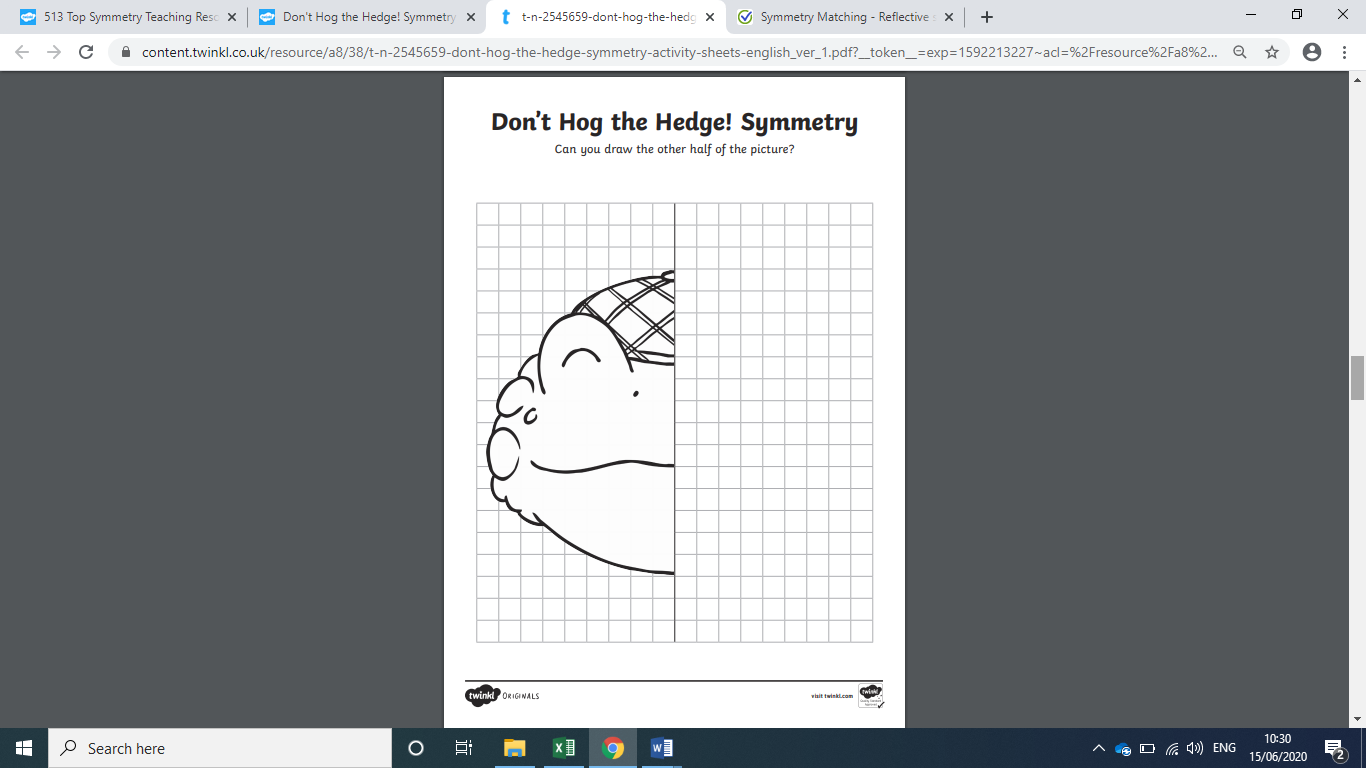 513 Top Symmetry Teaching Resc
Don't Hog the Hedge! Symmetry
t-n-2545659-dont-hog-the-hedg
Symmetry Matching - Reflective s
content.twinkl.co.uk/resource/a8/38/t-n-2545659-dont-hog-the-hedge-symmetry-activity-sheets-english_ver_1.pdf?__token__=exp=1592213227~acl=%2Fresource%2Fa8%2...
Don't Hog the Hedge! Symmetry
Can you draw the other half of the picture?
twinkl ORIGINALS
visit twinkl.com
twinkl
Search here
ENG
10:30
15/06/2020
2